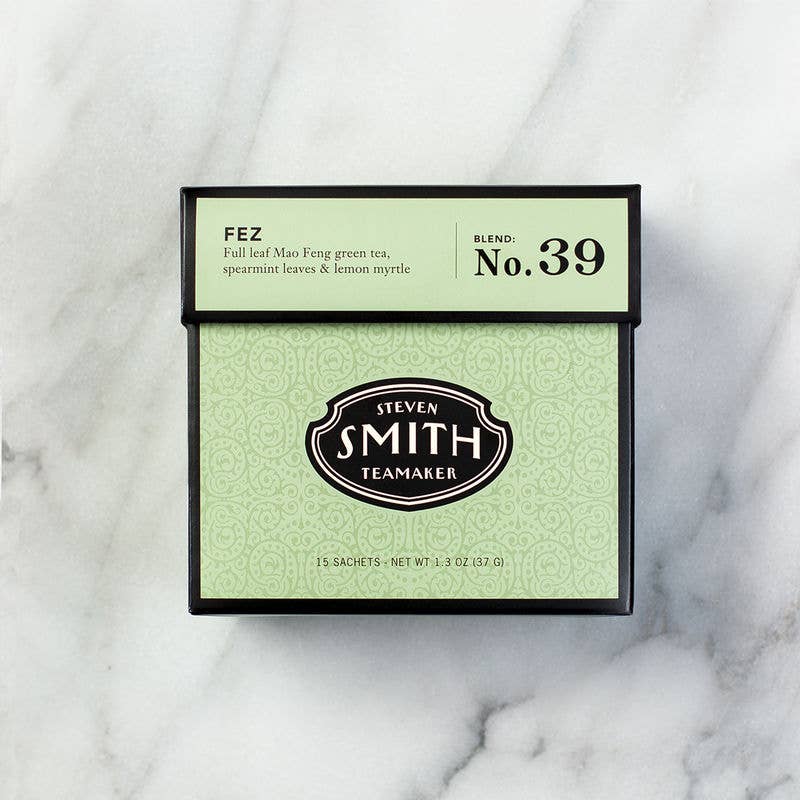 FEZ
Full leaf Mao Feng green tea,
spearmint leaves & lemon myrtle
BLEND:
No. 39
STEVEN
SMITH
TEAMAKER
15 SACHETS - NET WT 1.3 OZ (37 G)